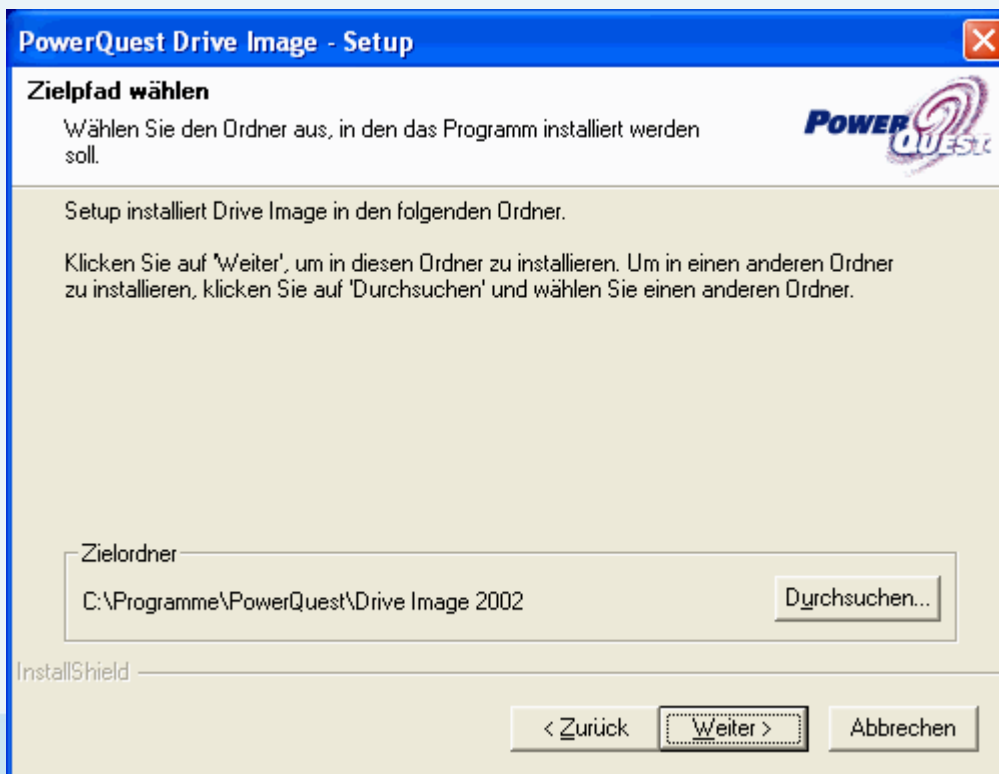 PowerQuest Drive Image - Setup
Zielpfad wählen
Wählen Sie den Ordner aus, in den das Programm installiert werden
soll.
POWER
QUEST
Setup installiert Drive Image in den folgenden Ordner.
Klicken Sie auf 'Weiter', um in diesen Ordner zu installieren. Um in einen anderen Ordner
zu installieren, klicken Sie auf 'Durchsuchen' und wählen Sie einen anderen Ordner.
Zielordner
C:\Programme\PowerQuest\Drive Image 2002
Durchsuchen...
InstallShield
< Zurück
Weiter >
Abbrechen